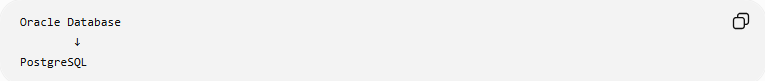 Oracle Database
↓
PostgreSQL